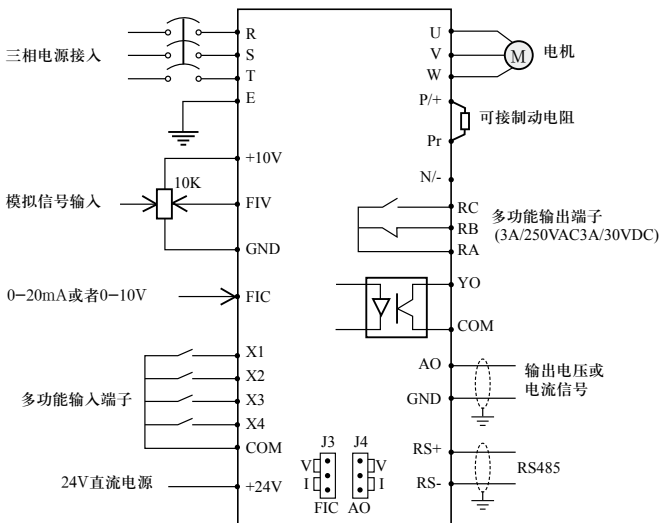 三相电源接入
R
S
T
E
+10V
10K
模拟信号输入
FIV
GND
0–20mA或者0–10V
FIC
X1
X2
多功能输入端子
X3
X4
COM
24V直流电源
+24V
U
V
M
电机
W
P/+
可接制动电阻
Pr
N/-
RC
多功能输出端子
RB
(3A/250VAC3A/30VDC)
RA
YO
COM
AO
输出电压或
电流信号
GND
RS+
RS485
RS-
J3 J4
V V
I I
FIC AO